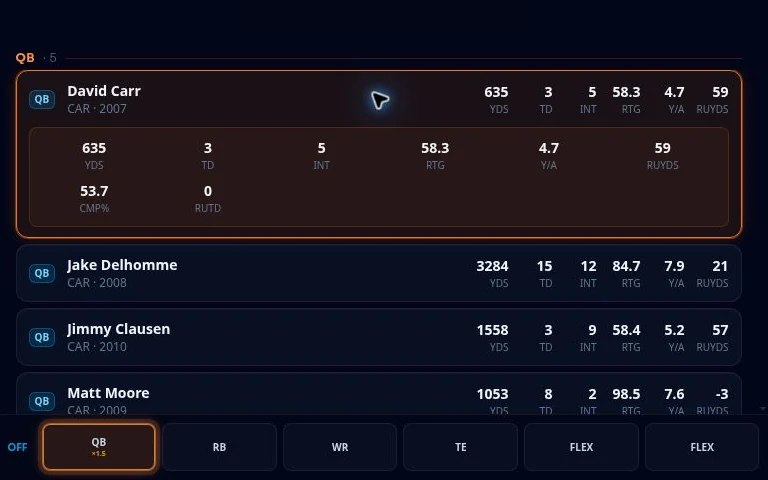 QB · 5
QB David Carr 635 3 5 58.3 4.7 59
CAR · 2007 YDS TD INT RTG Y/A RUYDS
635 3 5 58.3 4.7 59
YDS TD INT RTG Y/A RUYDS
53.7 0
CMP% RUTD
QB Jake Delhomme 3284 15 12 84.7 7.9 21
CAR · 2008 YDS TD INT RTG Y/A RUYDS
QB Jimmy Clausen 1558 3 9 58.4 5.2 57
CAR · 2010 YDS TD INT RTG Y/A RUYDS
QB Matt Moore 1053 8 2 98.5 7.6 -3
CAR · 2009 YDS TD INT RTG Y/A RUYDS
OFF QB RB WR TE FLEX FLEX
×1.5